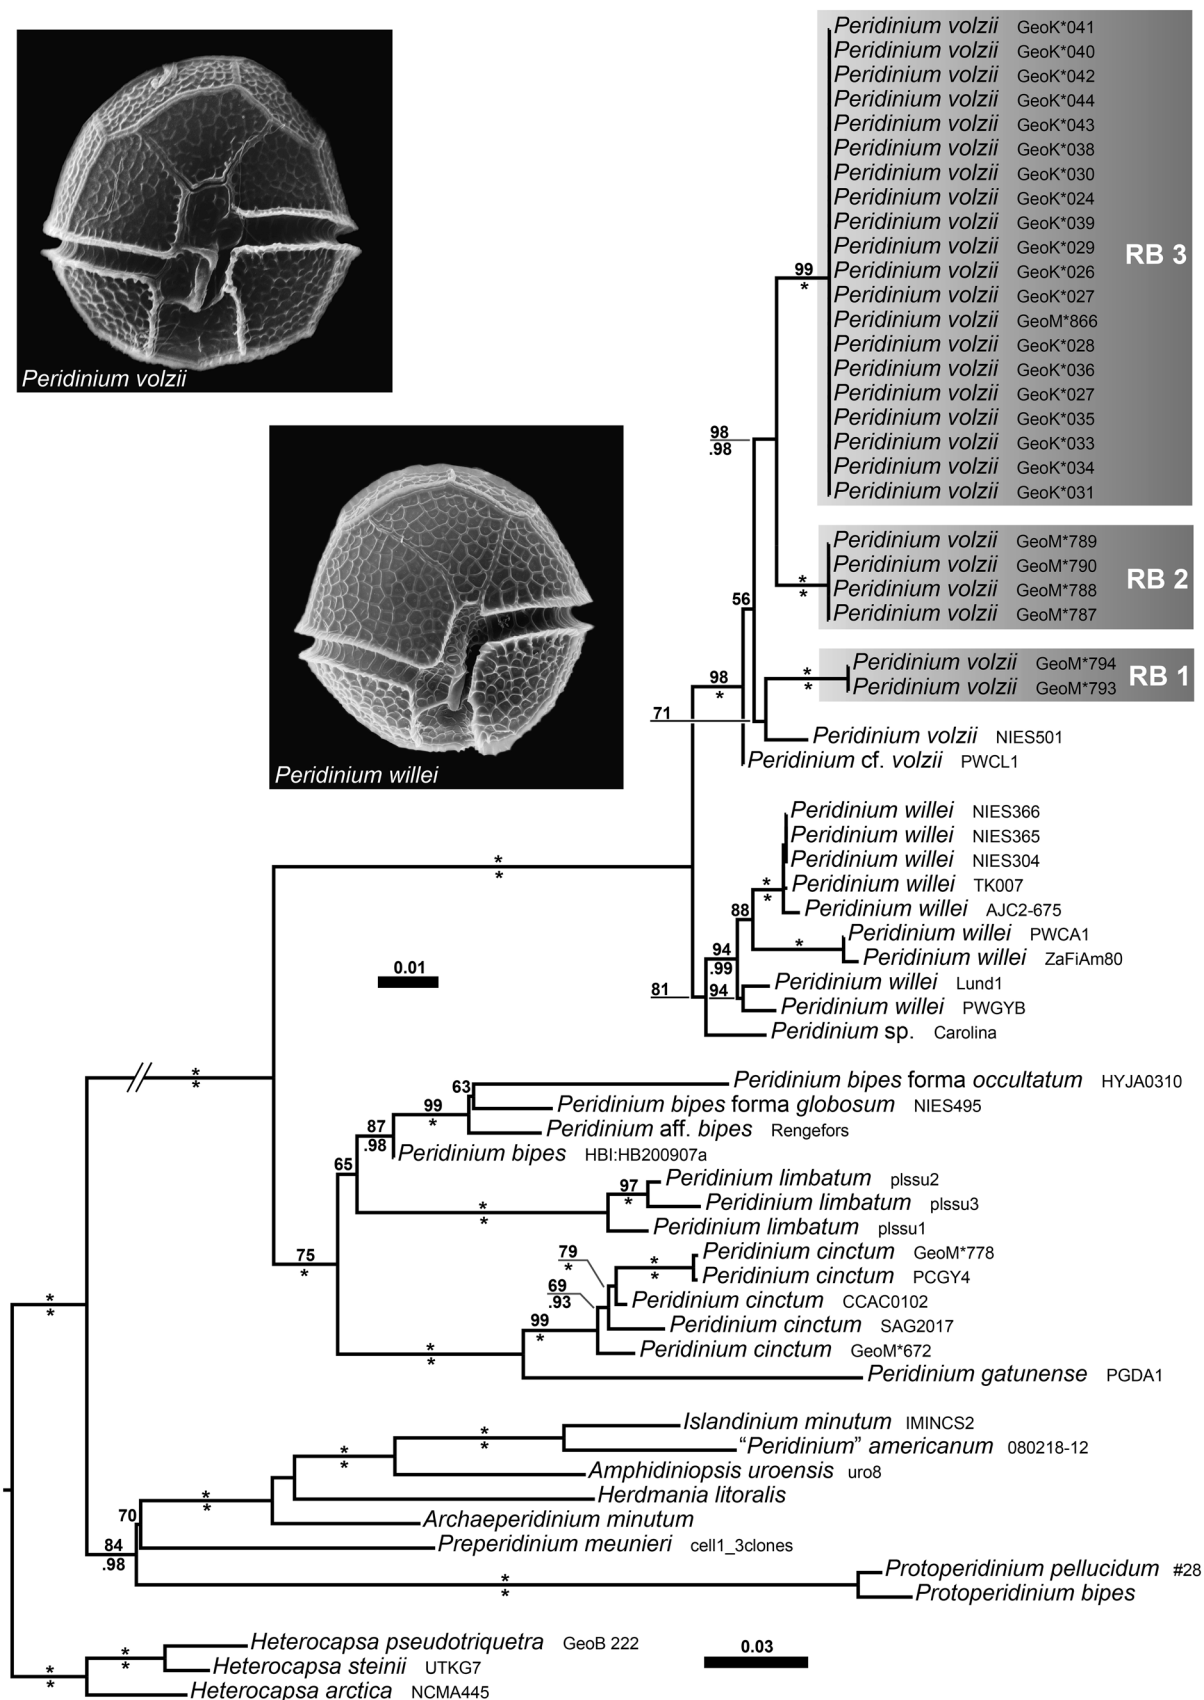 Peridinium volzii GeoK*041
Peridinium volzii GeoK*040
Peridinium volzii GeoK*042
Peridinium volzii GeoK*044
Peridinium volzii GeoK*043
Peridinium volzii GeoK*038
Peridinium volzii GeoK*030
Peridinium volzii GeoK*024
Peridinium volzii GeoK*039
Peridinium volzii GeoK*029
RB 3
99
*
Peridinium volzii GeoK*026
Peridinium volzii GeoK*027
Peridinium volzii GeoM*866
Peridinium volzii GeoK*028
Peridinium volzii GeoK*036
Peridinium volzii
Peridinium volzii GeoK*027
Peridinium volzii GeoK*035
98
.98
Peridinium volzii GeoK*033
Peridinium volzii GeoK*034
Peridinium volzii GeoK*031
Peridinium volzii GeoM*789
Peridinium volzii GeoM*790
RB 2
*
*
Peridinium volzii GeoM*788
56
Peridinium volzii GeoM*787
Peridinium volzii GeoM*794
98
*
*
*
RB 1
Peridinium volzii GeoM*793
71
Peridinium volzii NIES501
Peridinium cf. volzii PWCL1
Peridinium willei
Peridinium willei NIES366
Peridinium willei NIES365
*
*
Peridinium willei NIES304
*
*
Peridinium willei TK007
88
Peridinium willei AJC2-675
Peridinium willei PWCA1
94
.99
*
Peridinium willei ZaFiAm80
0.01
81
94
Peridinium willei Lund1
Peridinium willei PWGYB
Peridinium sp. Carolina
*
*
63
Peridinium bipes forma occultatum HYJA0310
99
*
Peridinium bipes forma globosum NIES495
87
.98
Peridinium aff. bipes Rengefors
Peridinium bipes HBI:HB200907a
65
97
*
Peridinium limbatum plssu2
*
*
Peridinium limbatum plssu3
Peridinium limbatum plssu1
75
*
79
*
*
*
Peridinium cinctum GeoM*778
Peridinium cinctum PCGY4
69
.93
Peridinium cinctum CCAC0102
*
*
99
*
Peridinium cinctum SAG2017
*
*
Peridinium cinctum GeoM*672
Peridinium gatunense PGDA1
Islandinium minutum IMINCS2
*
*
*
*
“Peridinium” americanum 080218-12
Amphidiniopsis uroensis uro8
*
*
Herdmania litoralis
70
Archaeperidinium minutum
84
.98
Preperidinium meunieri cell1_3clones
*
*
Protoperidinium pellucidum #28
Protoperidinium bipes
Heterocapsa pseudotriquetra GeoB 222
0.03
*
*
*
*
Heterocapsa steinii UTKG7
Heterocapsa arctica NCMA445